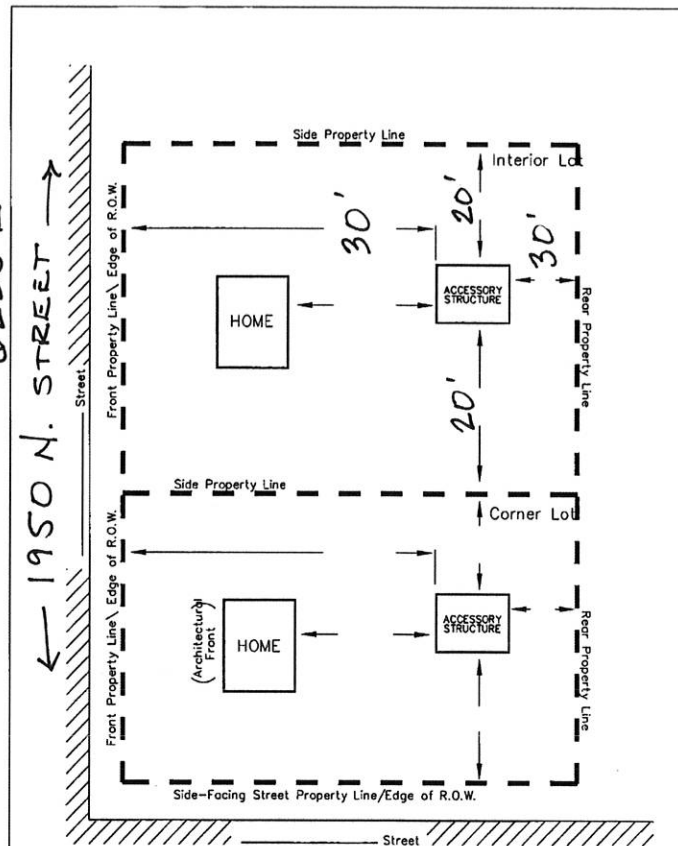 ← 1950 N. STREET →
Street
Side Property Line
Interior Lot
Front Property Line\ Edge of R.O.W.
30'
20'
30'
HOME
ACCESSORY
STRUCTURE
Rear Property Line
20'
Side Property Line
Corner Lot
Front Property Line\ Edge of R.O.W.
(Architectural
Front)
HOME
ACCESSORY
STRUCTURE
Rear Property Line
Side-Facing Street Property Line/Edge of R.O.W.
Street